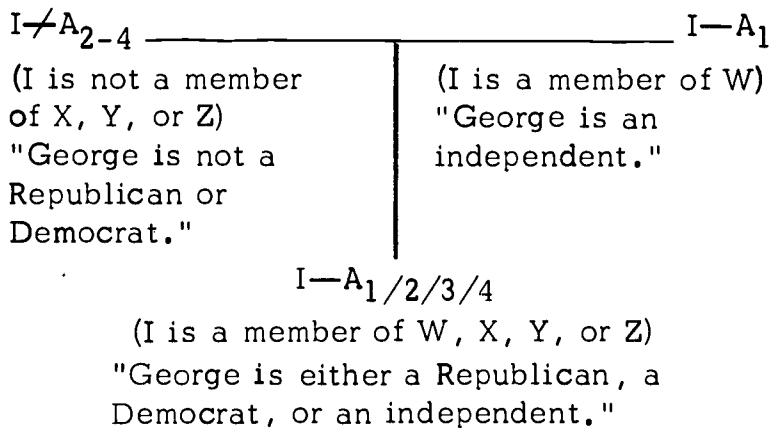 I≁A2-4 I—A1
(I is not a member
of X, Y, or Z)
"George is not a
Republican or
Democrat."
(I is a member of W)
"George is an
independent."
I—A1/2/3/4
(I is a member of W, X, Y, or Z)
"George is either a Republican, a
Democrat, or an independent."